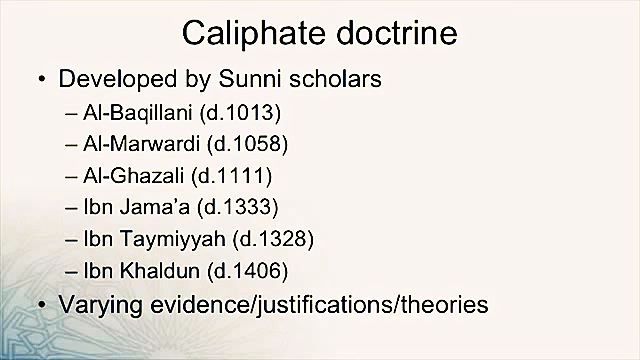 Caliphate doctrine
• Developed by Sunni scholars
– Al-Baqillani (d.1013)
– Al-Marwardi (d.1058)
– Al-Ghazali (d.1111)
– Ibn Jama’a (d.1333)
– Ibn Taymiyyah (d.1328)
– Ibn Khaldun (d.1406)
• Varying evidence/justifications/theories